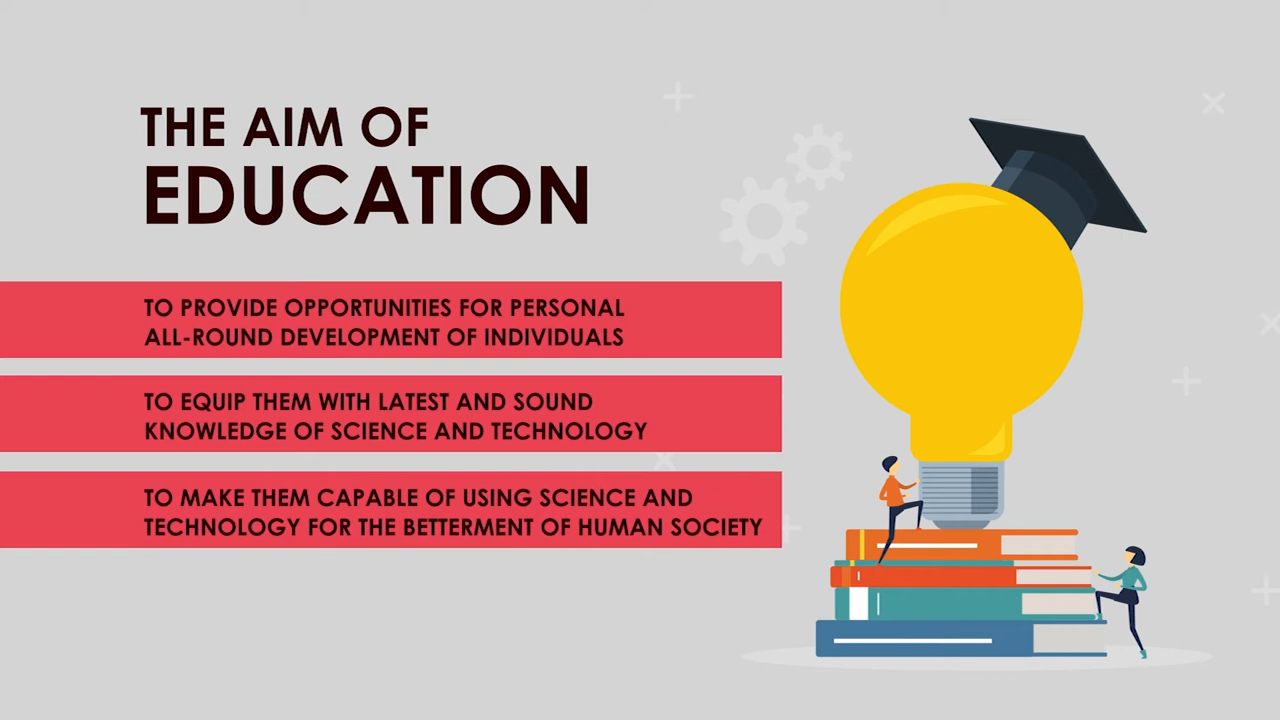 THE AIM OF
EDUCATION
TO PROVIDE OPPORTUNITIES FOR PERSONAL
ALL-ROUND DEVELOPMENT OF INDIVIDUALS
TO EQUIP THEM WITH LATEST AND SOUND
KNOWLEDGE OF SCIENCE AND TECHNOLOGY
TO MAKE THEM CAPABLE OF USING SCIENCE AND
TECHNOLOGY FOR THE BETTERMENT OF HUMAN SOCIETY